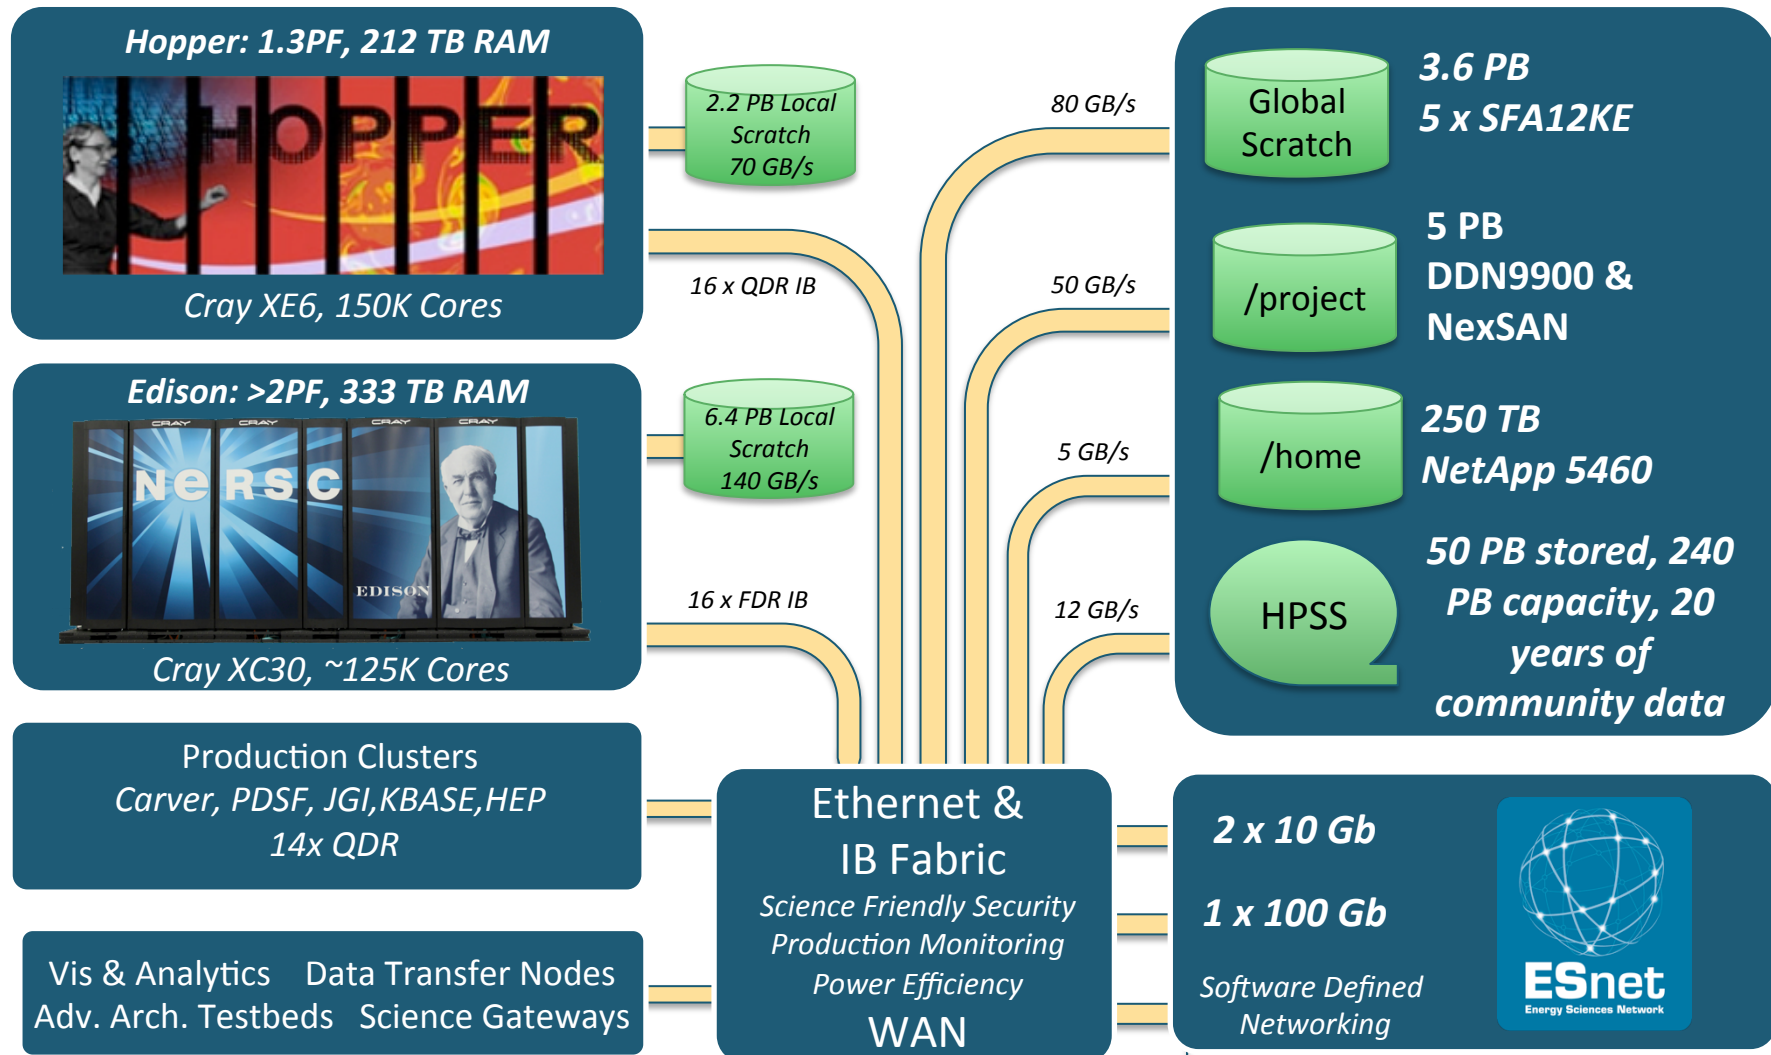 Hopper: 1.3PF, 212 TB RAM
HOPPER
Cray XE6, 150K Cores
2.2 PB Local
Scratch
70 GB/s
16 x QDR IB
Edison: >2PF, 333 TB RAM
CRAY CRAY CRAY CRAY
NERSC
EDISON
Cray XC30, ~125K Cores
6.4 PB Local
Scratch
140 GB/s
16 x FDR IB
Production Clusters
Carver, PDSF, JGI,KBASE,HEP
14x QDR
Vis & Analytics Data Transfer Nodes
Adv. Arch. Testbeds Science Gateways
80 GB/s
50 GB/s
5 GB/s
12 GB/s
Global
Scratch
3.6 PB
5 x SFA12KE
/project
5 PB
DDN9900 &
NexSAN
/home
250 TB
NetApp 5460
HPSS
50 PB stored, 240
PB capacity, 20
years of
community data
Ethernet &
IB Fabric
Science Friendly Security
Production Monitoring
Power Efficiency
WAN
2 x 10 Gb
1 x 100 Gb
Software Defined
Networking
ESnet
Energy Sciences Network